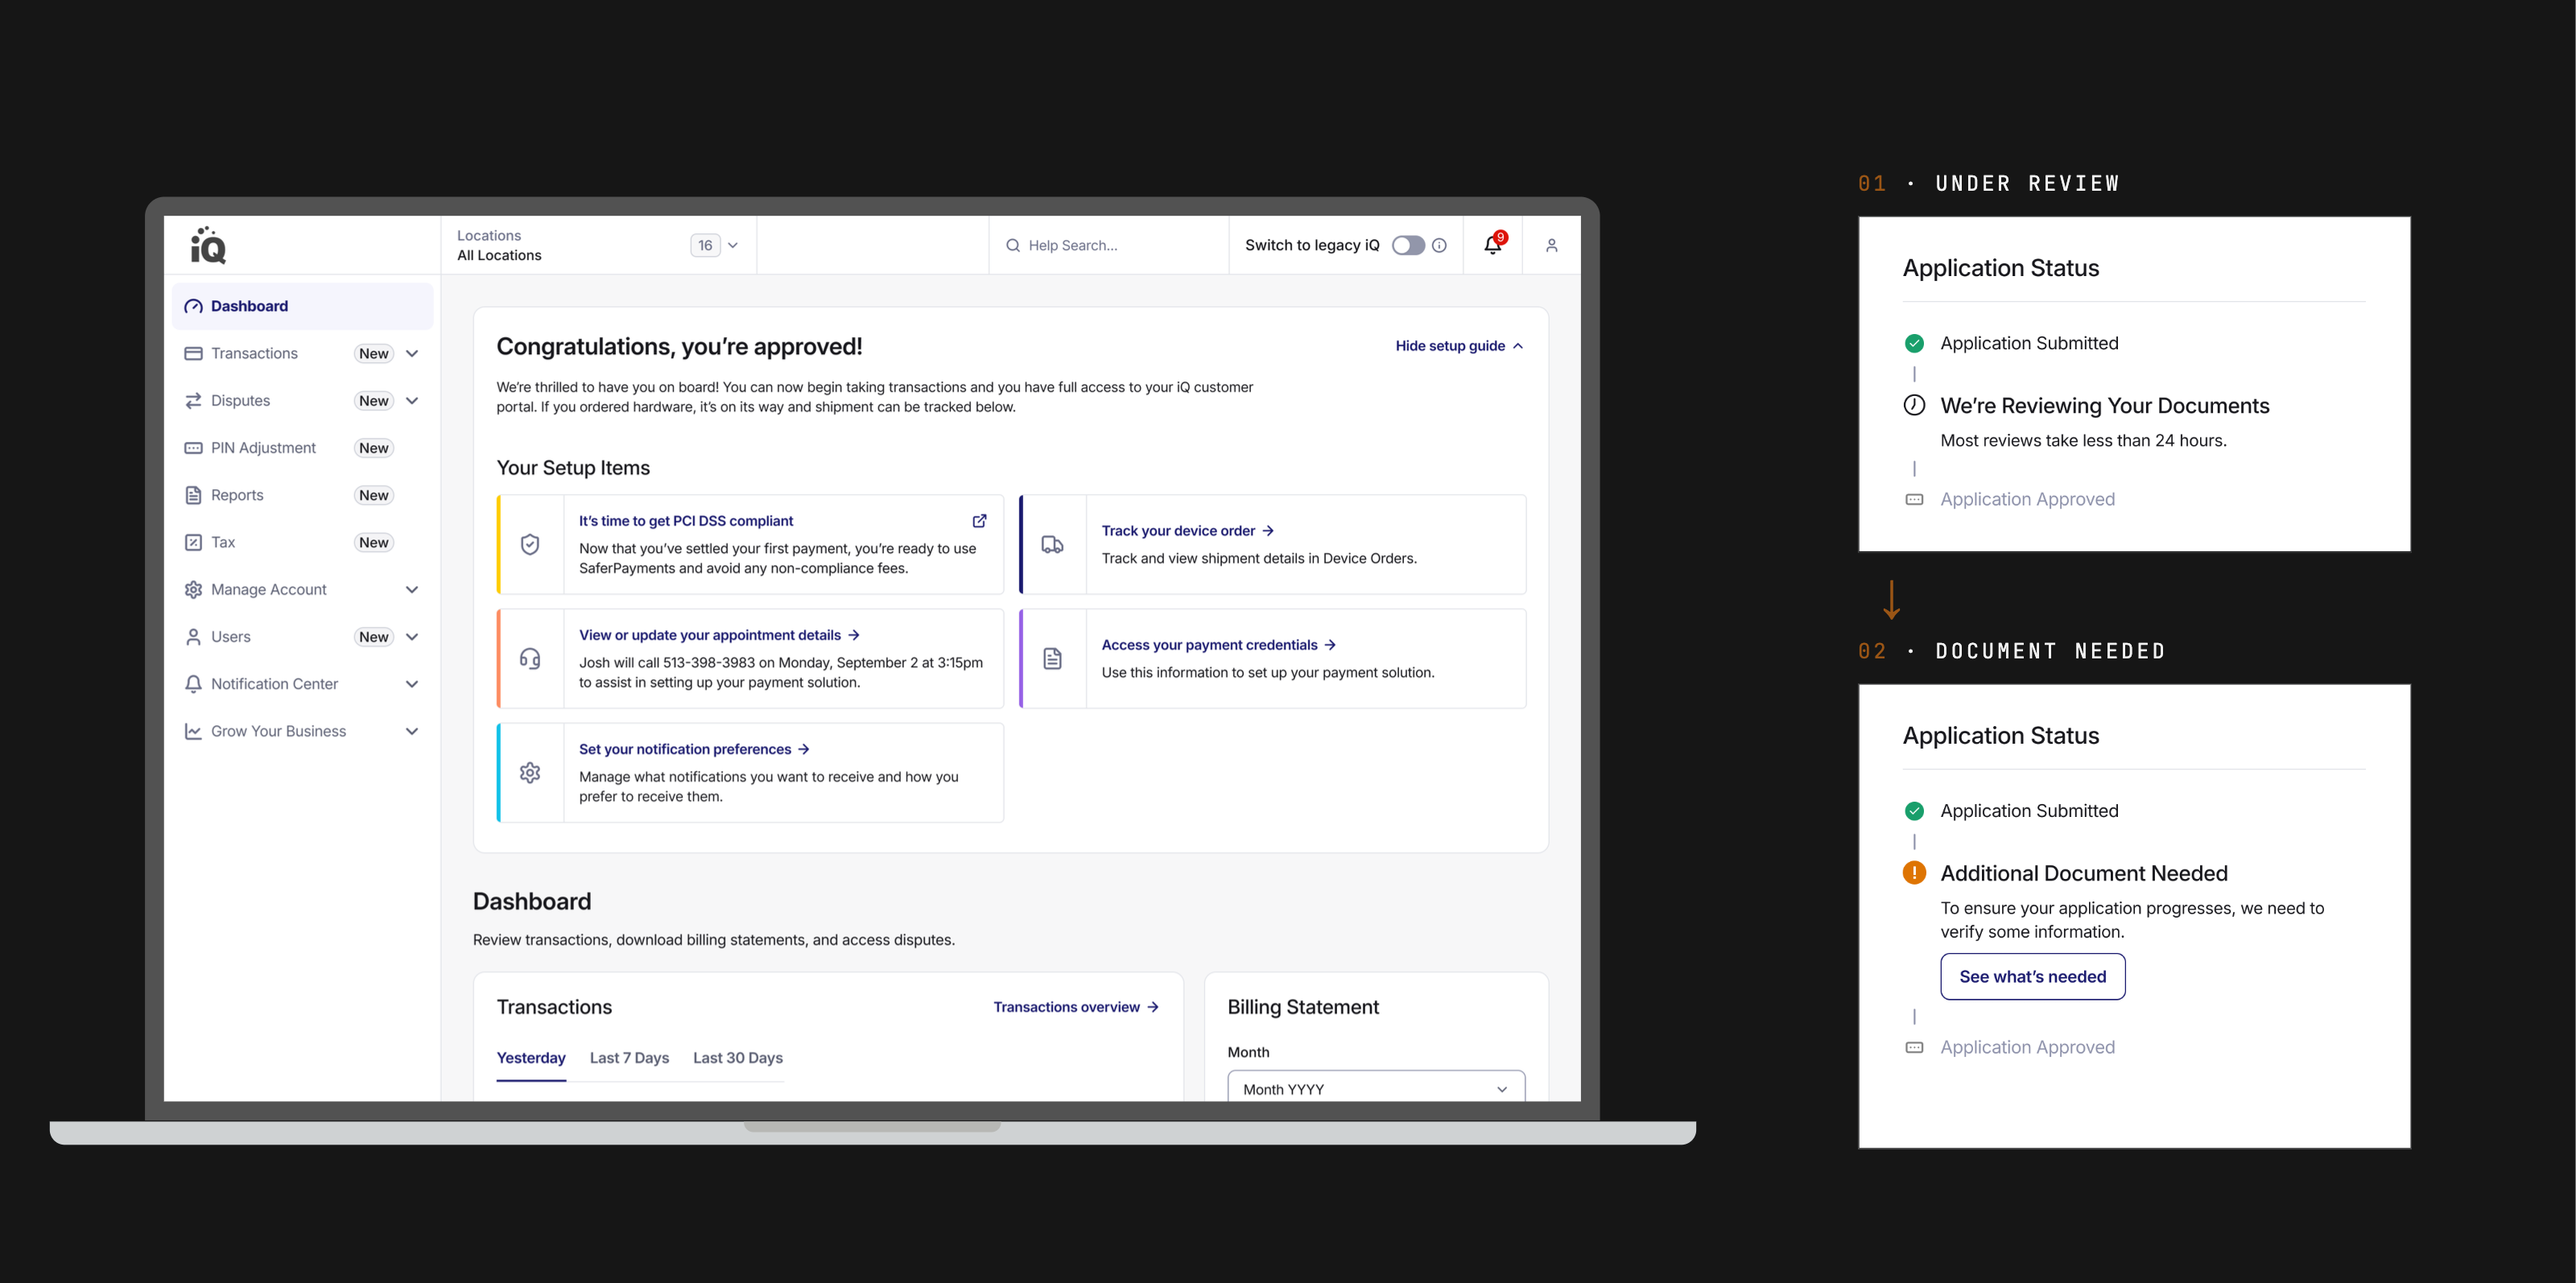 iQ
Locations
All Locations
16
Help Search...
Switch to legacy iQ
9
Dashboard
Transactions New
Disputes New
PIN Adjustment New
Reports New
Tax New
Manage Account
Users New
Notification Center
Grow Your Business
Congratulations, you’re approved!
Hide setup guide
We’re thrilled to have you on board! You can now begin taking transactions and you have full access to your iQ customer
portal. If you ordered hardware, it’s on its way and shipment can be tracked below.
Your Setup Items
It’s time to get PCI DSS compliant
Now that you’ve settled your first payment, you’re ready to use
SaferPayments and avoid any non-compliance fees.
Track your device order →
Track and view shipment details in Device Orders.
View or update your appointment details →
Josh will call 513-398-3983 on Monday, September 2 at 3:15pm
to assist in setting up your payment solution.
Access your payment credentials →
Use this information to set up your payment solution.
Set your notification preferences →
Manage what notifications you want to receive and how you
prefer to receive them.
Dashboard
Review transactions, download billing statements, and access disputes.
Transactions
Transactions overview →
Yesterday Last 7 Days Last 30 Days
Billing Statement
Month
Month YYYY
01 · UNDER REVIEW
Application Status
Application Submitted
We’re Reviewing Your Documents
Most reviews take less than 24 hours.
Application Approved
↓
02 · DOCUMENT NEEDED
Application Status
Application Submitted
Additional Document Needed
To ensure your application progresses, we need to
verify some information.
See what’s needed
Application Approved